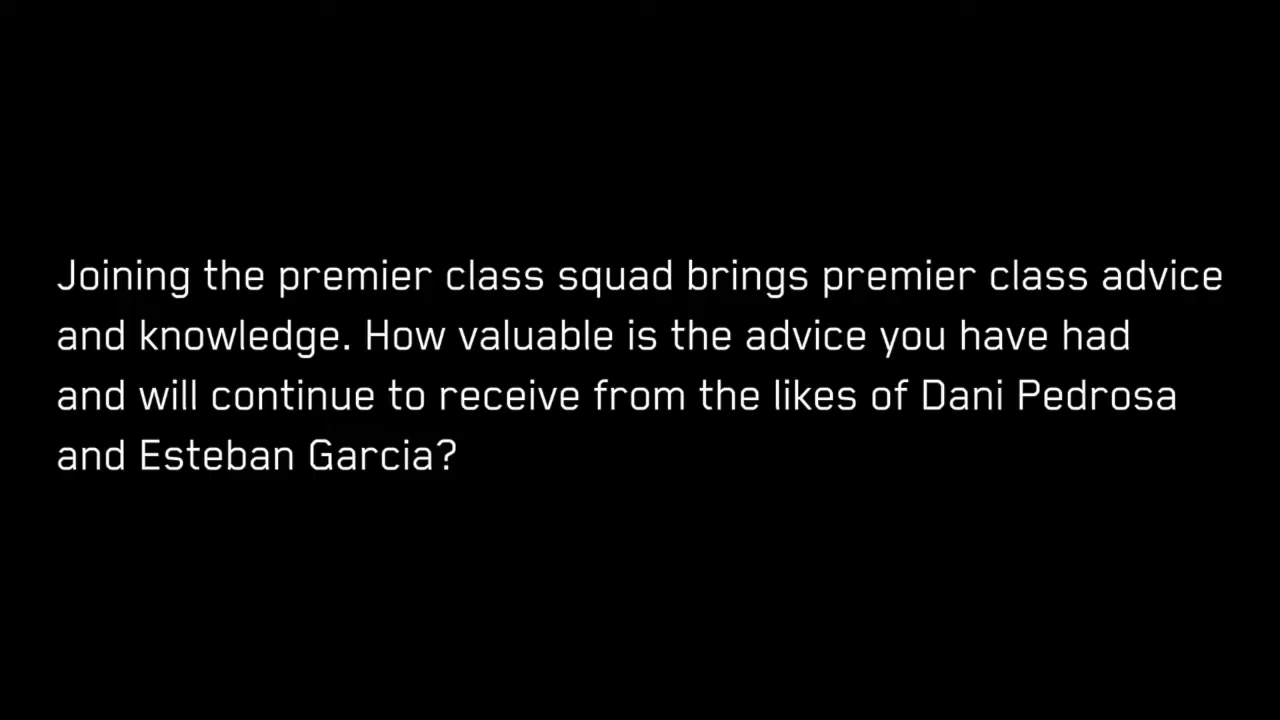 Joining the premier class squad brings premier class advice
and knowledge. How valuable is the advice you have had
and will continue to receive from the likes of Dani Pedrosa
and Esteban Garcia?